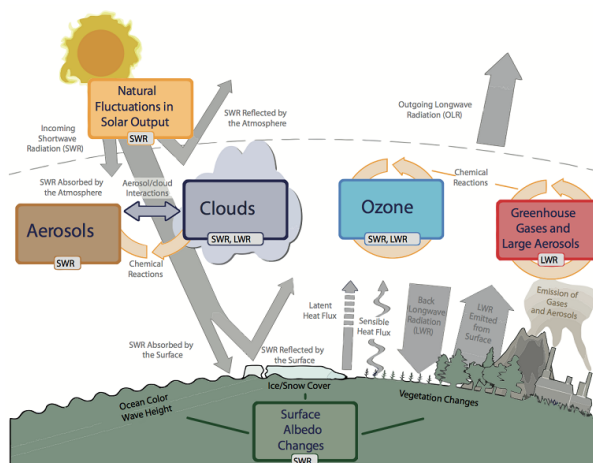 Natural
Fluctuations in
Solar Output
SWR
Incoming
Shortwave
Radiation (SWR)
SWR Reflected by
the Atmosphere
Outgoing Longwave
Radiation (OLR)
SWR Absorbed by
the Atmosphere
Aerosol/cloud
Interactions
Chemical
Reactions
Aerosols
SWR
Clouds
SWR, LWR
Ozone
SWR, LWR
Greenhouse
Gases and
Large Aerosols
LWR
Chemical
Reactions
Latent
Heat Flux
Sensible
Heat Flux
Back
Longwave
Radiation
(LWR)
LWR
Emitted
from
Surface
Emission of
Gases
and Aerosols
SWR Absorbed by
the Surface
SWR Reflected by
the Surface
Ice/Snow Cover
Vegetation Changes
Ocean Color
Wave Height
Surface
Albedo
Changes
SWR